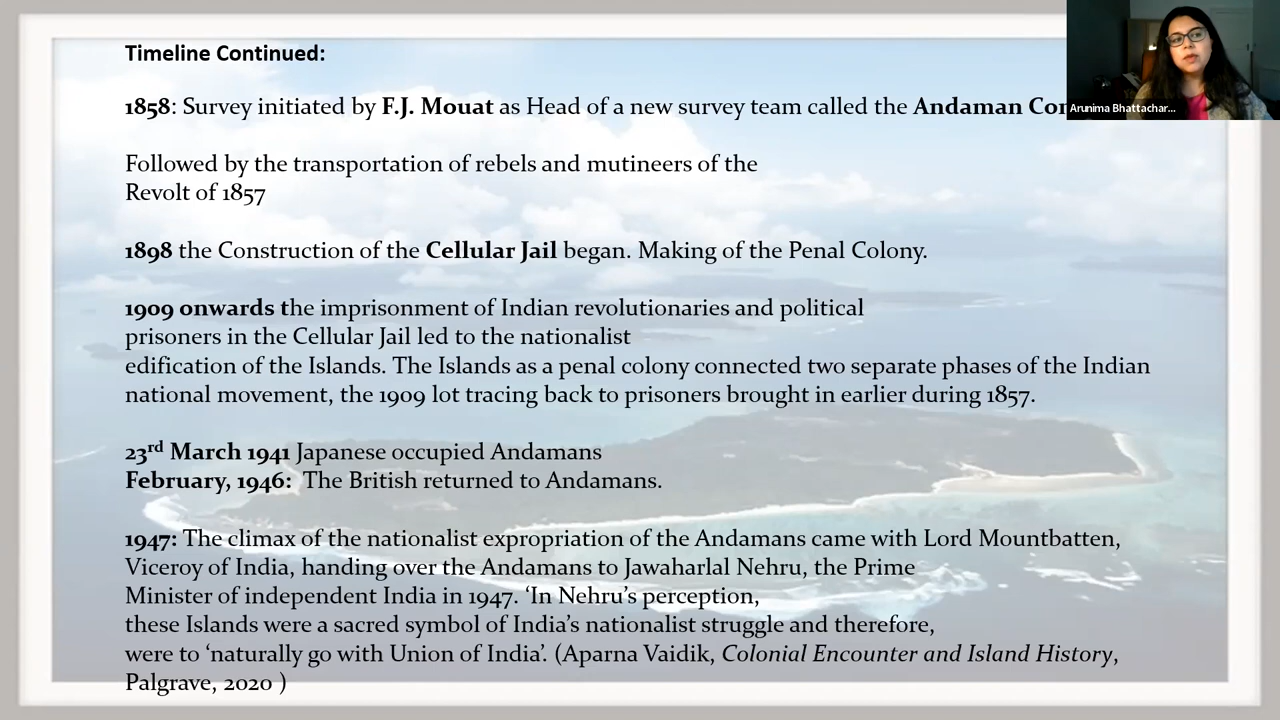 Timeline Continued:
1858: Survey initiated by F.J. Mouat as Head of a new survey team called the Andaman
Arunima Bhattachar...
Followed by the transportation of rebels and mutineers of the
Revolt of 1857
1898 the Construction of the Cellular Jail began. Making of the Penal Colony.
1909 onwards the imprisonment of Indian revolutionaries and political
prisoners in the Cellular Jail led to the nationalist
edification of the Islands. The Islands as a penal colony connected two separate phases of the Indian
national movement, the 1909 lot tracing back to prisoners brought in earlier during 1857.
23rd March 1941 Japanese occupied Andamans
February, 1946: The British returned to Andamans.
1947: The climax of the nationalist expropriation of the Andamans came with Lord Mountbatten,
Viceroy of India, handing over the Andamans to Jawaharlal Nehru, the Prime
Minister of independent India in 1947. ‘In Nehru’s perception,
these Islands were a sacred symbol of India’s nationalist struggle and therefore,
were to ‘naturally go with Union of India’. (Aparna Vaidik, Colonial Encounter and Island History,
Palgrave, 2020 )